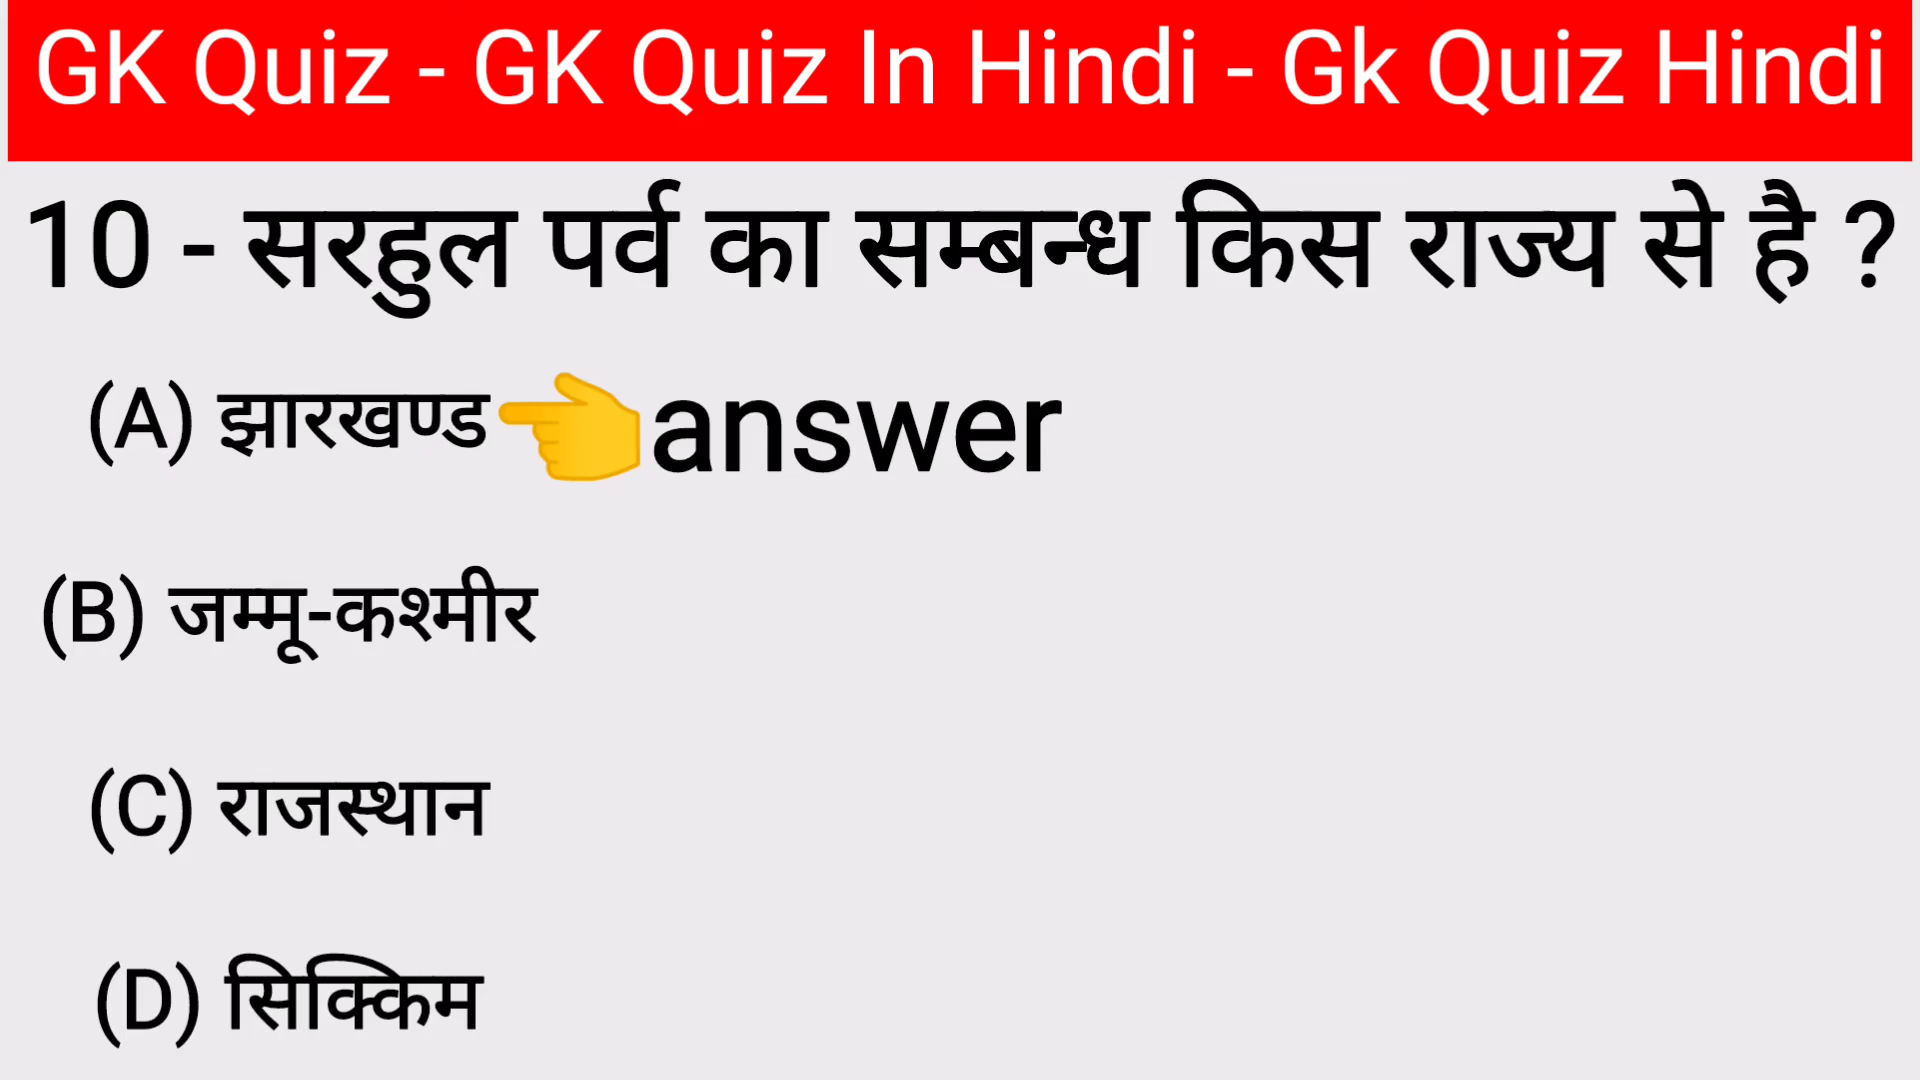 GK Quiz - GK Quiz In Hindi - Gk Quiz Hindi
10 - सरहुल पर्व का सम्बन्ध किस राज्य से है ?
(A) झारखण्ड👈answer
(B) जम्मू-कश्मीर
(C) राजस्थान
(D) सिक्किम